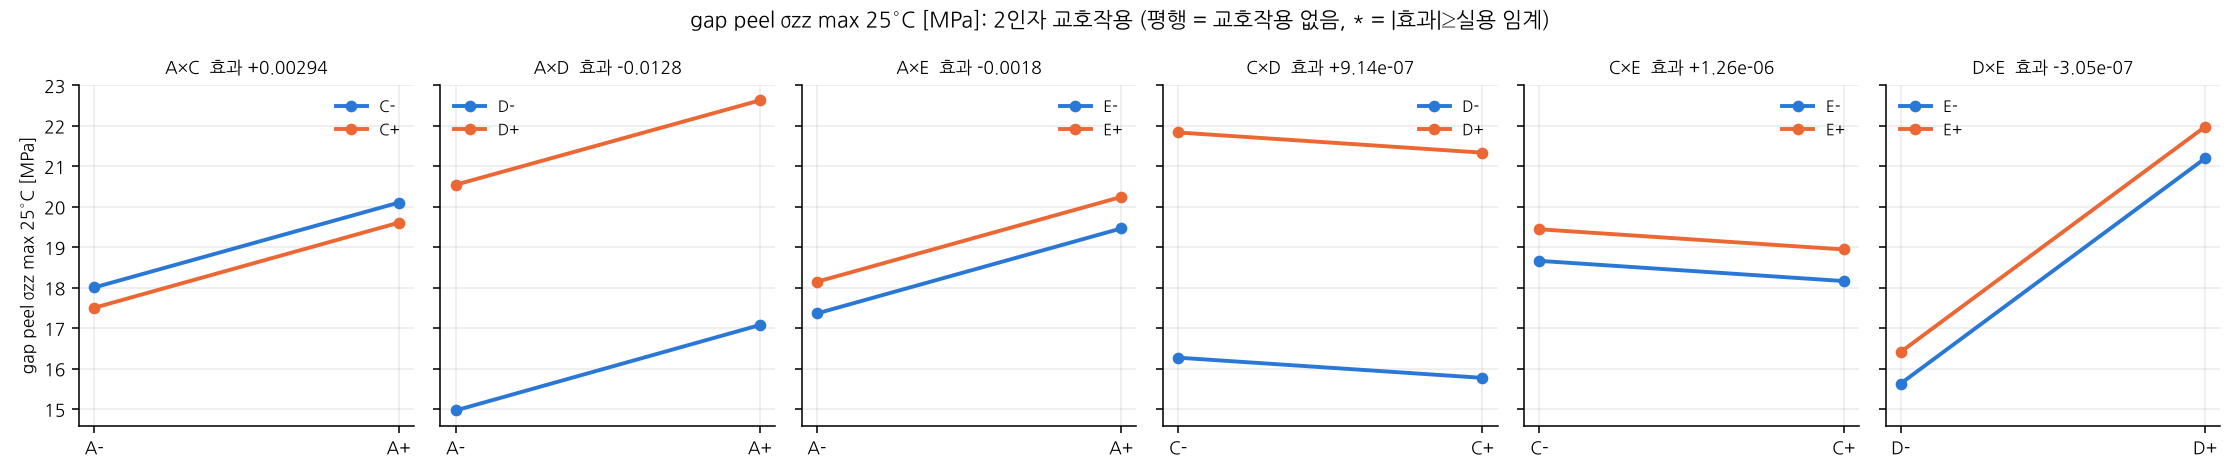 gap peel σzz max 25°C [MPa]: 2인자 교호작용 (평행 = 교호작용 없음, * = |효과|≥실용 임계)
A×C 효과 +0.00294
A×D 효과 -0.0128
A×E 효과 -0.0018
C×D 효과 +9.14e-07
C×E 효과 +1.26e-06
D×E 효과 -3.05e-07
gap peel σzz max 25°C [MPa]
23
22
21
20
19
18
17
16
15
C-
C+
A-
A+
D-
D+
A-
A+
E-
E+
A-
A+
D-
D+
C-
C+
E-
E+
C-
C+
E-
E+
D-
D+